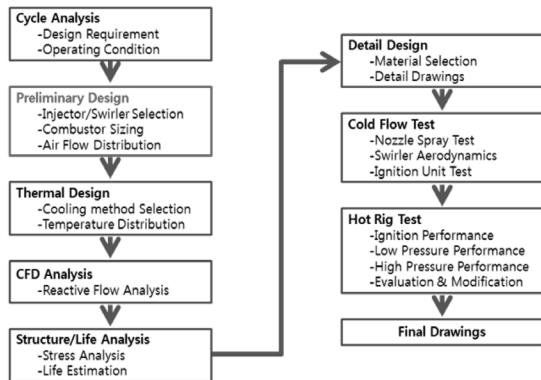 Cycle Analysis
-Design Requirement
-Operating Condition
Preliminary Design
-Injector/Swirler Selection
-Combustor Sizing
-Air Flow Distribution
Thermal Design
-Cooling method Selection
-Temperature Distribution
CFD Analysis
-Reactive Flow Analysis
Structure/Life Analysis
-Stress Analysis
-Life Estimation
Detail Design
-Material Selection
-Detail Drawings
Cold Flow Test
-Nozzle Spray Test
-Swirler Aerodynamics
-Ignition Unit Test
Hot Rig Test
-Ignition Performance
-Low Pressure Performance
-High Pressure Performance
-Evaluation & Modification
Final Drawings